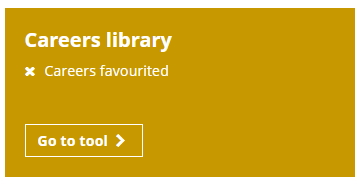 Careers library
✖ Careers favourited
Go to tool